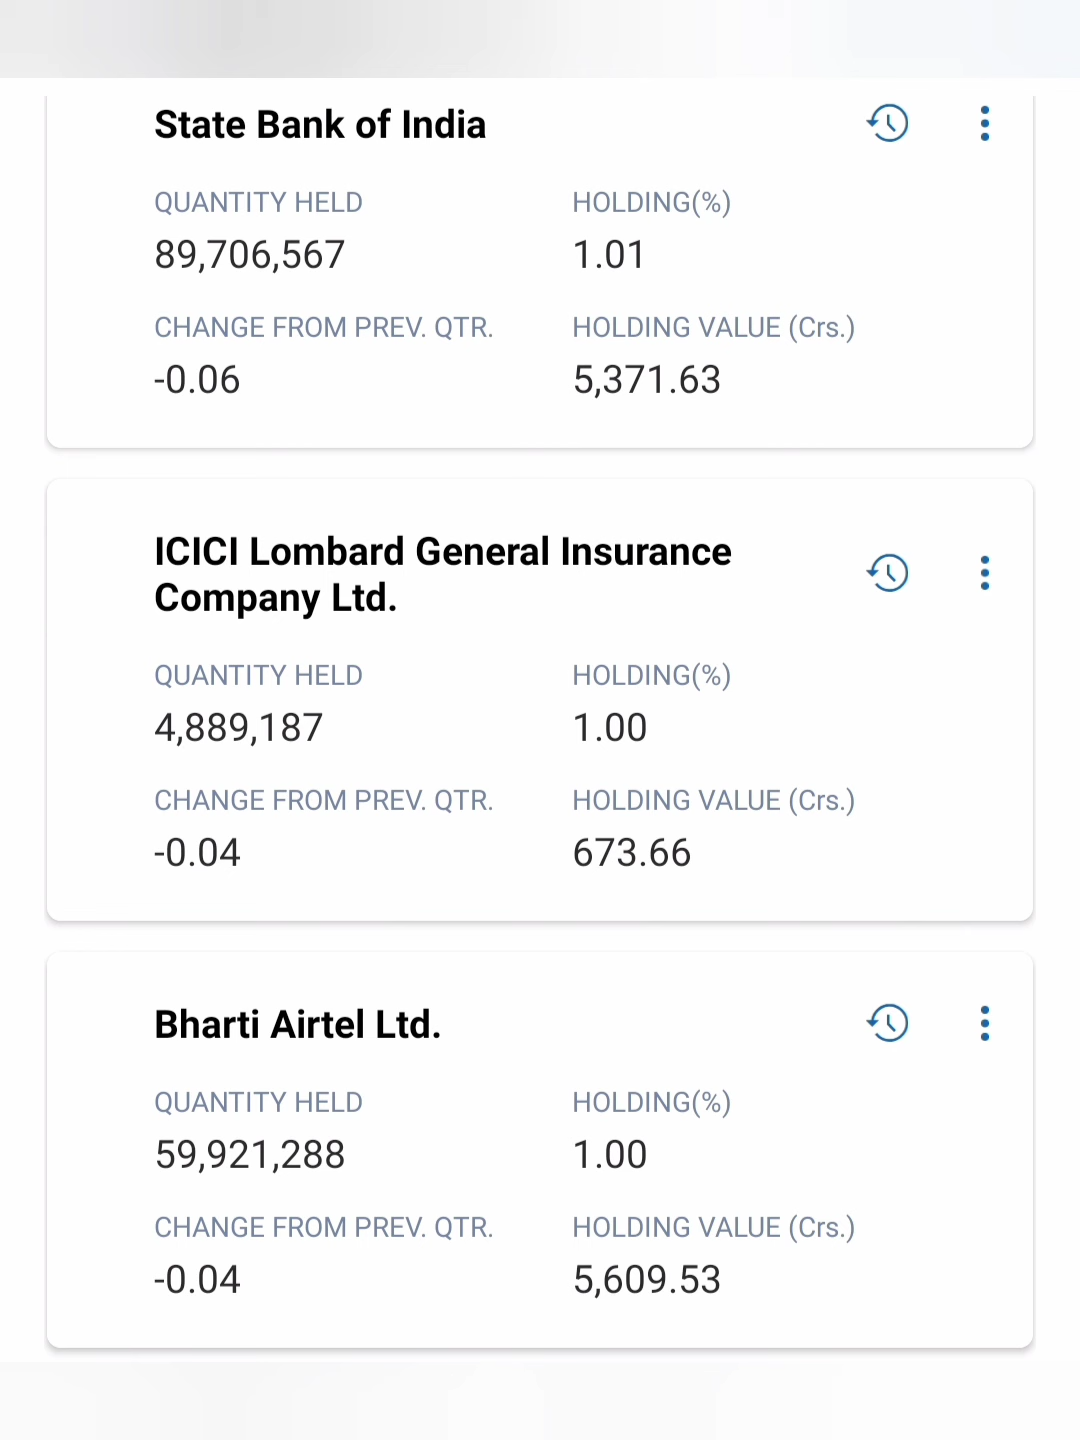 State Bank of India
QUANTITY HELD HOLDING(%)
89,706,567 1.01
CHANGE FROM PREV. QTR. HOLDING VALUE (Crs.)
-0.06 5,371.63
ICICI Lombard General Insurance
Company Ltd.
QUANTITY HELD HOLDING(%)
4,889,187 1.00
CHANGE FROM PREV. QTR. HOLDING VALUE (Crs.)
-0.04 673.66
Bharti Airtel Ltd.
QUANTITY HELD HOLDING(%)
59,921,288 1.00
CHANGE FROM PREV. QTR. HOLDING VALUE (Crs.)
-0.04 5,609.53